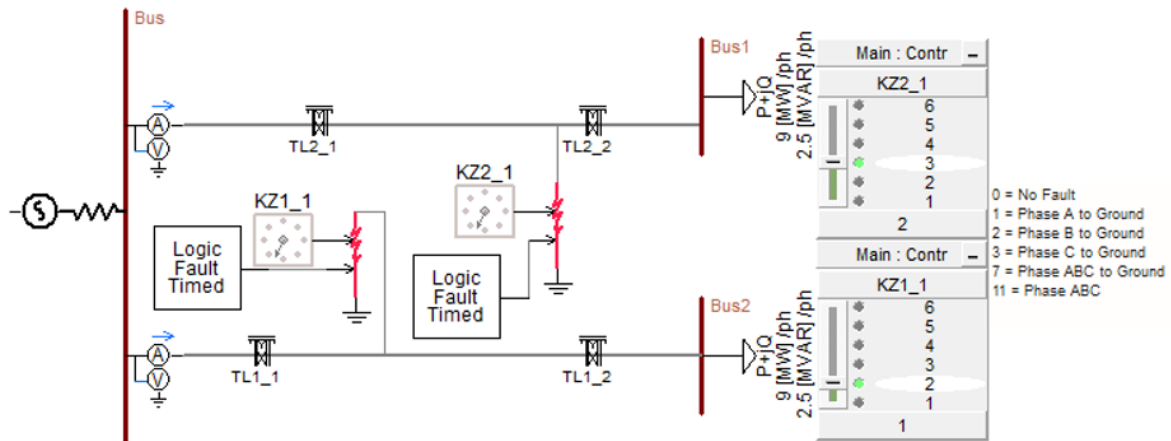 Bus
A
V
TL2_1
TL2_2
Bus1
P+jQ
9 [MW] /ph
2.5 [MVAR] /ph
Main : Contr
KZ2_1
6
5
4
3
2
1
2
KZ1_1
Logic
Fault
Timed
KZ2_1
Logic
Fault
Timed
0 = No Fault
1 = Phase A to Ground
2 = Phase B to Ground
3 = Phase C to Ground
7 = Phase ABC to Ground
11 = Phase ABC
A
V
TL1_1
TL1_2
Bus2
P+jQ
9 [MW] /ph
2.5 [MVAR] /ph
Main : Contr
KZ1_1
6
5
4
3
2
1
1